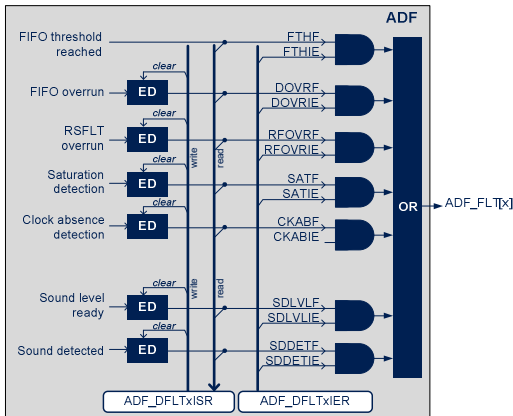 ADF
FIFO threshold
reached
FTHF
FTHIE
clear
FIFO overrun
ED
DOVRF
DOVRIE
clear
RSFLT
overrun
ED
RFOVRF
RFOVRIE
write
read
clear
Saturation
detection
ED
SATF
SATIE
OR
ADF_FLT[x]
clear
Clock absence
detection
ED
CKABF
CKABIE
clear
write
read
Sound level
ready
ED
SDLVLF
SDLVLIE
clear
Sound detected
ED
SDDETF
SDDETIE
ADF_DFLTxISR
ADF_DFLTxIER